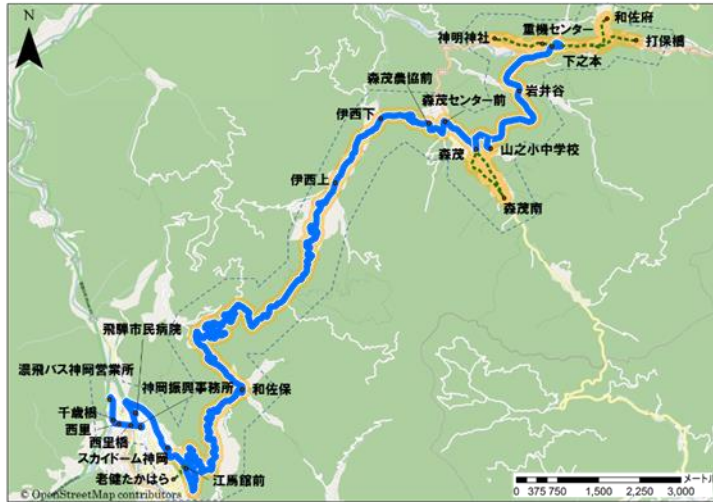 N
和佐府
重機センター
神明神社
打保橋
下之本
森茂農協前
岩井谷
森茂センター前
伊西下
森茂
山之小中学校
伊西上
森茂南
飛騨市民病院
濃飛バス神岡営業所
神岡振興事務所
和佐保
千歳橋
西里
西里橋
スカイドーム神岡
老健たかはら
江馬館前
メートル
0 375 750 1,500 2,250 3,000
© OpenStreetMap contributors